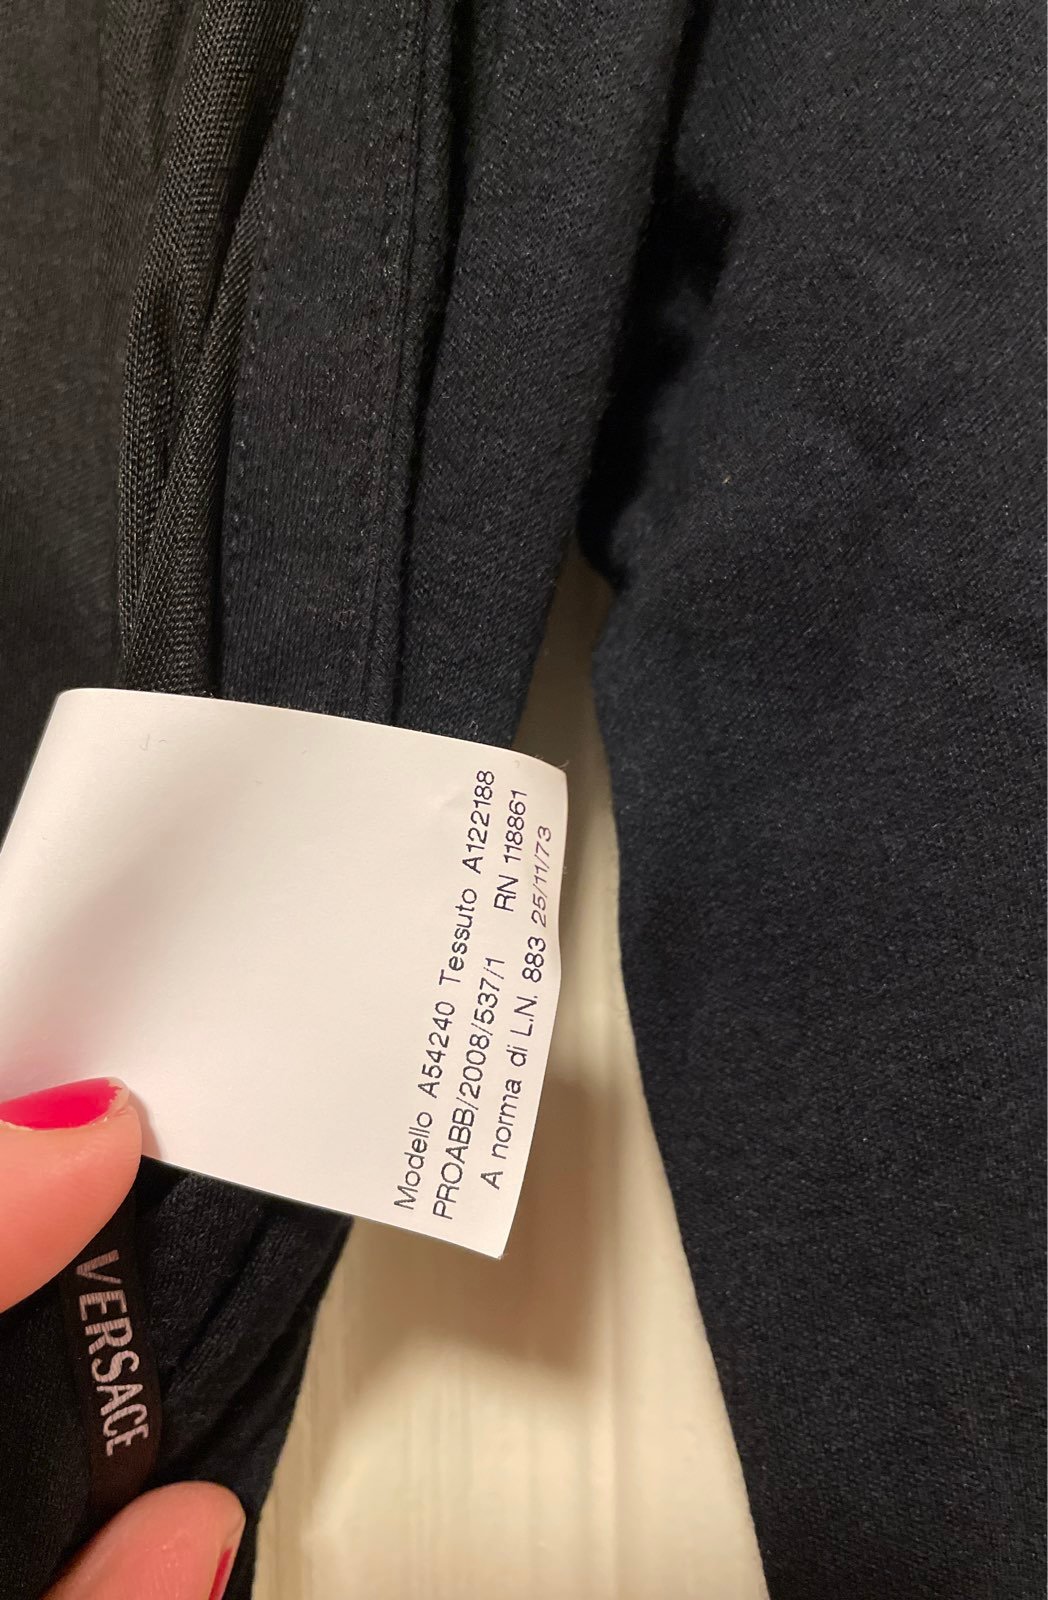 Modello A54240 Tessuto A122188
PROABB/2008/537/1 RN 118861
A norma di L.N. 883 25/11/73
VERSACE